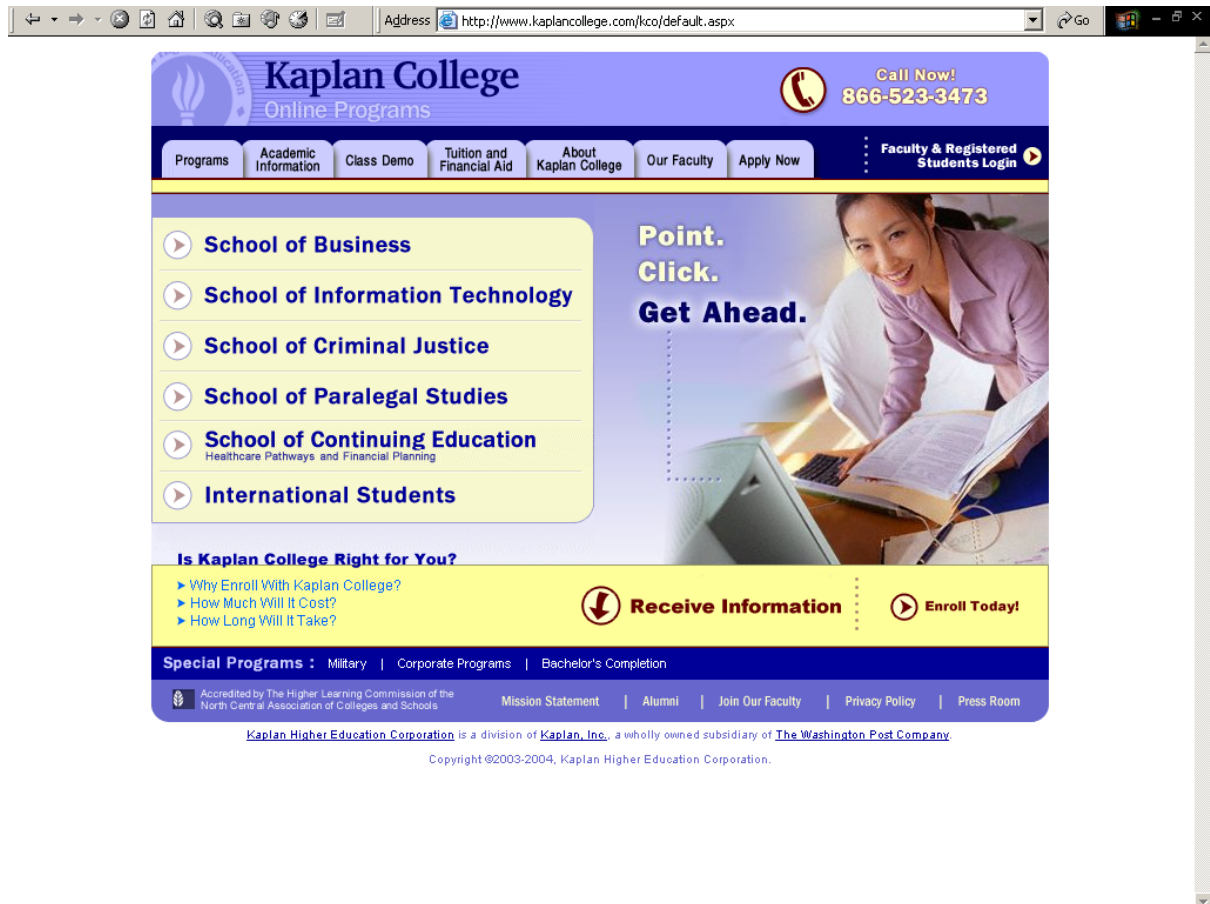 Address http://www.kaplancollege.com/kco/default.aspx Go
Kaplan College
Online Programs
Call Now!
866-523-3473
Programs
Academic
Information
Class Demo
Tuition and
Financial Aid
About
Kaplan College
Our Faculty
Apply Now
Faculty & Registered
Students Login
School of Business
School of Information Technology
School of Criminal Justice
School of Paralegal Studies
School of Continuing Education
Healthcare Pathways and Financial Planning
International Students
Point.
Click.
Get Ahead.
Is Kaplan College Right for You?
Why Enroll With Kaplan College?
How Much Will It Cost?
How Long Will It Take?
Receive Information
Enroll Today!
Special Programs : Military | Corporate Programs | Bachelor's Completion
Accredited by The Higher Learning Commission of the
North Central Association of Colleges and Schools
Mission Statement | Alumni | Join Our Faculty | Privacy Policy | Press Room
Kaplan Higher Education Corporation is a division of Kaplan, Inc., a wholly owned subsidiary of The Washington Post Company.
Copyright ©2003-2004, Kaplan Higher Education Corporation.